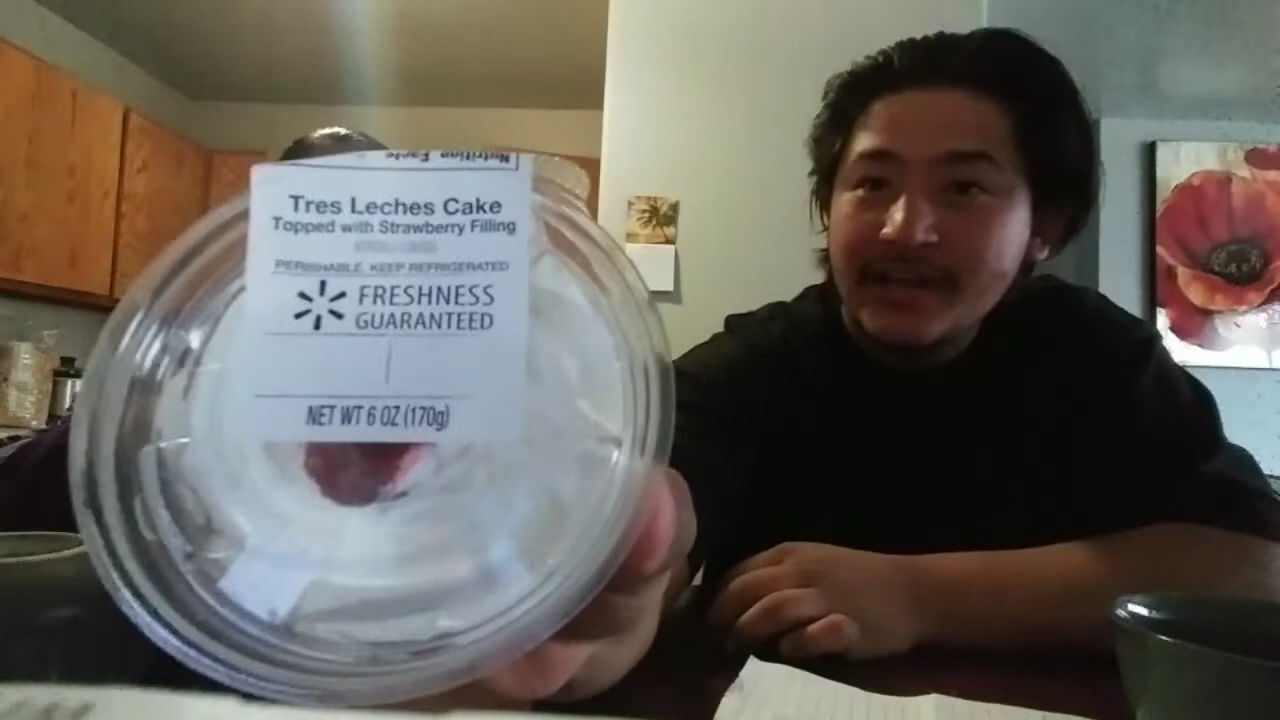 Nutrition Facts
Tres Leches Cake
Topped with Strawberry Filling
PERISHABLE. KEEP REFRIGERATED
FRESHNESS
GUARANTEED
NET WT 6 OZ (170g)